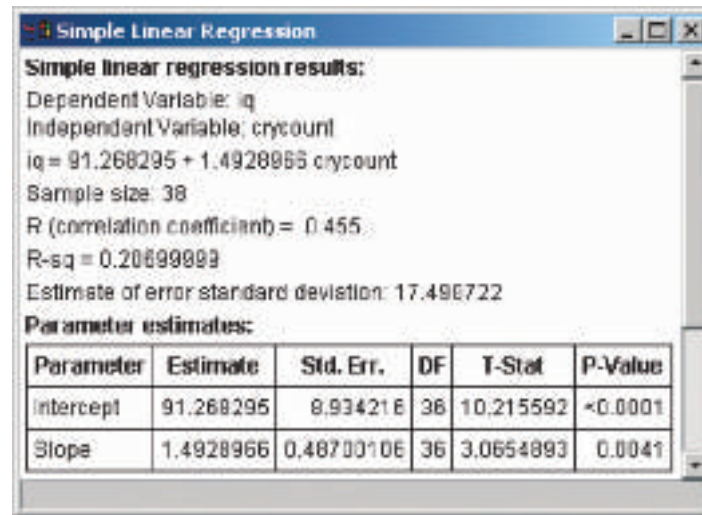 Simple Linear Regression
Simple linear regression results:
Dependent Variable: iq
Independent Variable: crycount
iq = 91.268295 + 1.4928966 crycount
Sample size: 38
R (correlation coefficient) = 0.455
R-sq = 0.20699999
Estimate of error standard deviation: 17.498722
Parameter estimates:
Parameter Estimate Std. Err. DF T-Stat P-Value
Intercept 91.268295 8.934216 36 10.215592 <0.0001
Slope 1.4928966 0.48700106 36 3.0654893 0.0041